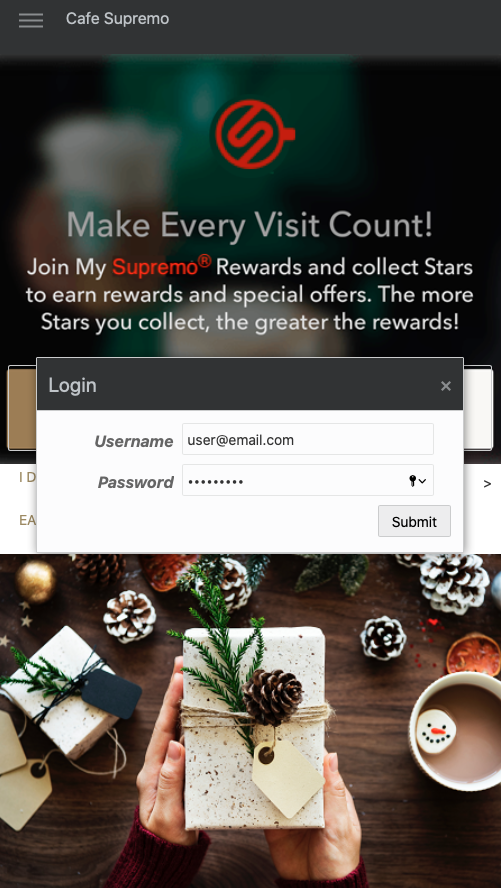 Cafe Supremo
Make Every Visit Count!
Join My Supremo® Rewards and collect Stars
to earn rewards and special offers. The more
Stars you collect, the greater the rewards!
Login ×
Username user@email.com
Password •••••••••
Submit
I D
>
EA